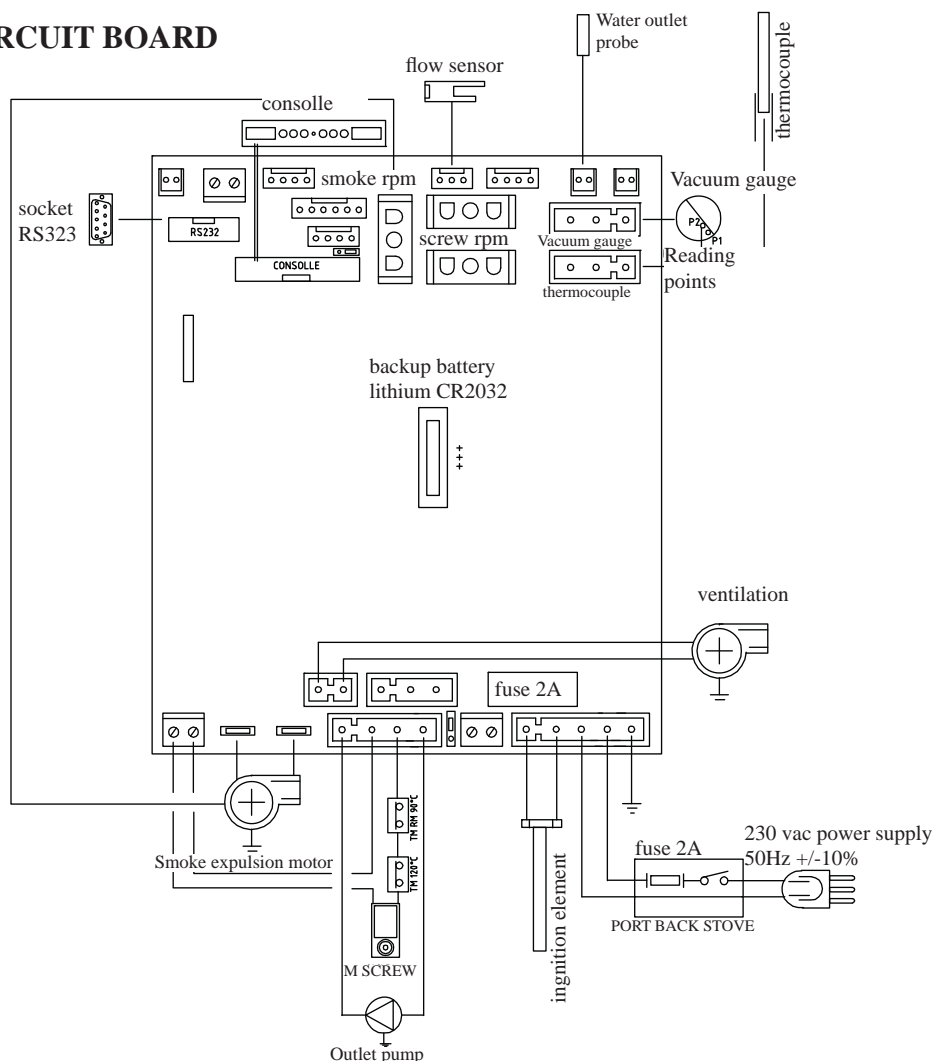 RCUIT BOARD
Water outlet
probe
flow sensor
thermocouple
consolle
smoke rpm
Vacuum gauge
socket
RS323
RS232
P2
P1
screw rpm
Vacuum gauge
CONSOLLE
Reading
points
thermocouple
backup battery
lithium CR2032
+++
ventilation
fuse 2A
TM RM 90°C
Smoke expulsion motor
TM 120°C
fuse 2A
230 vac power supply
50Hz +/-10%
ingnition element
PORT BACK STOVE
M SCREW
Outlet pump